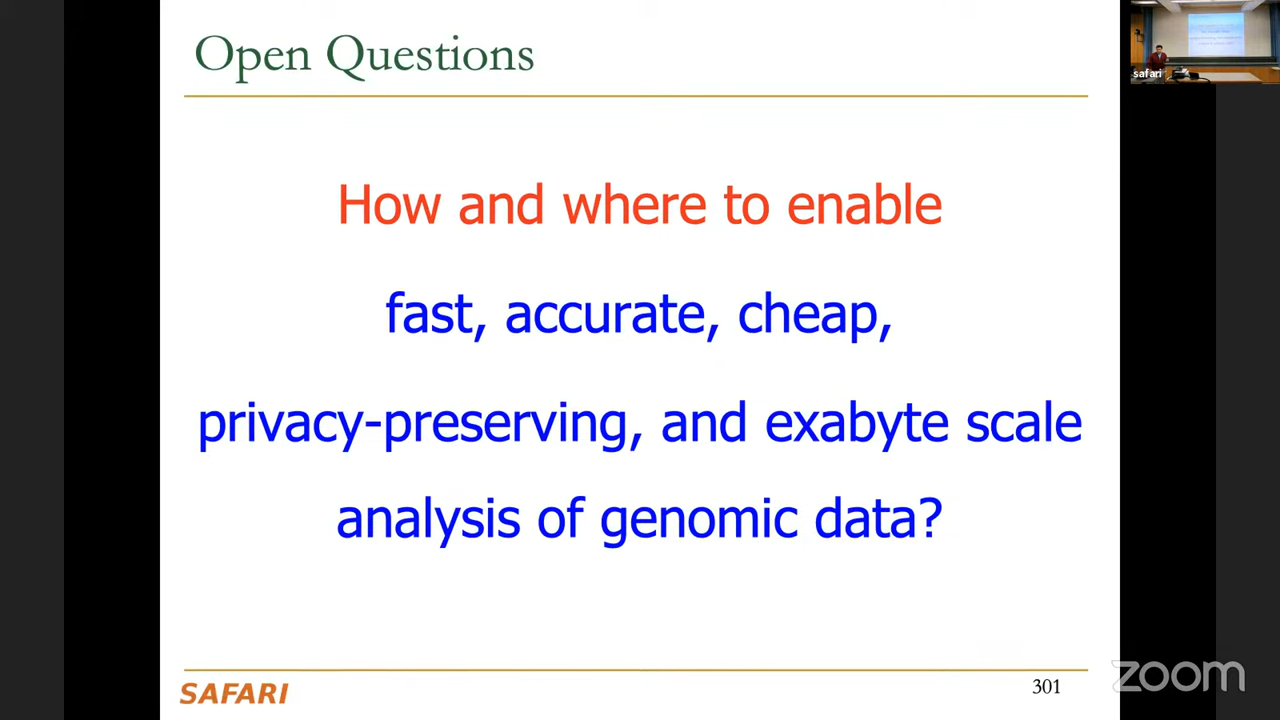 Open Questions
safari
How and where to enable
fast, accurate, cheap,
privacy-preserving, and exabyte scale
analysis of genomic data?
SAFARI
301
zoom